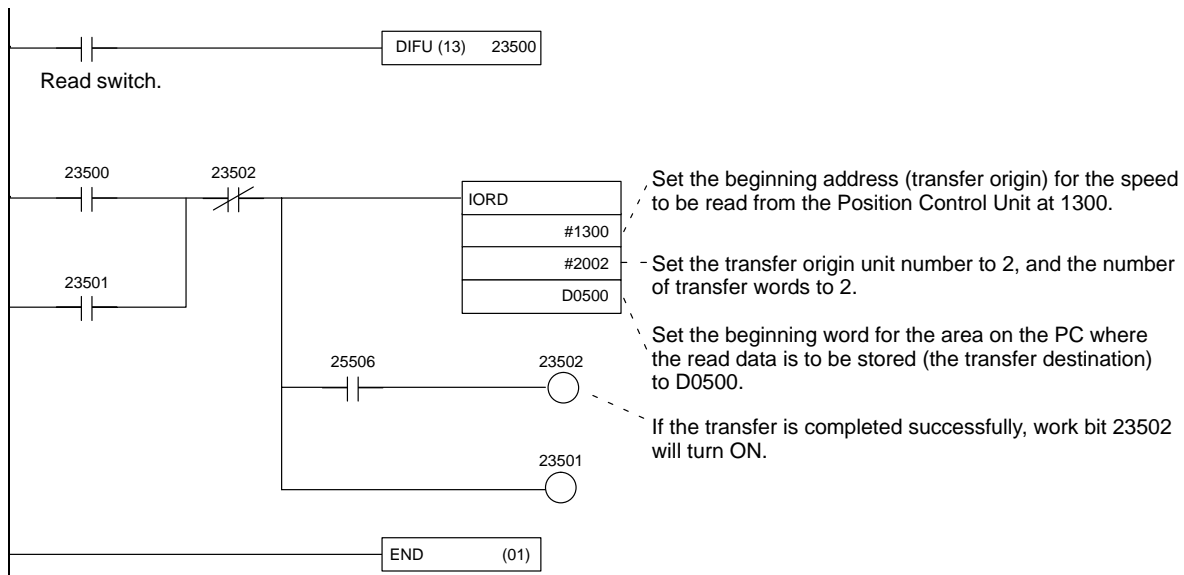 DIFU (13) 23500
Read switch.
23500
23502
IORD
#1300
#2002
D0500
Set the beginning address (transfer origin) for the speed
to be read from the Position Control Unit at 1300.
Set the transfer origin unit number to 2, and the number
of transfer words to 2.
23501
Set the beginning word for the area on the PC where
the read data is to be stored (the transfer destination)
to D0500.
25506
23502
If the transfer is completed successfully, work bit 23502
will turn ON.
23501
END (01)